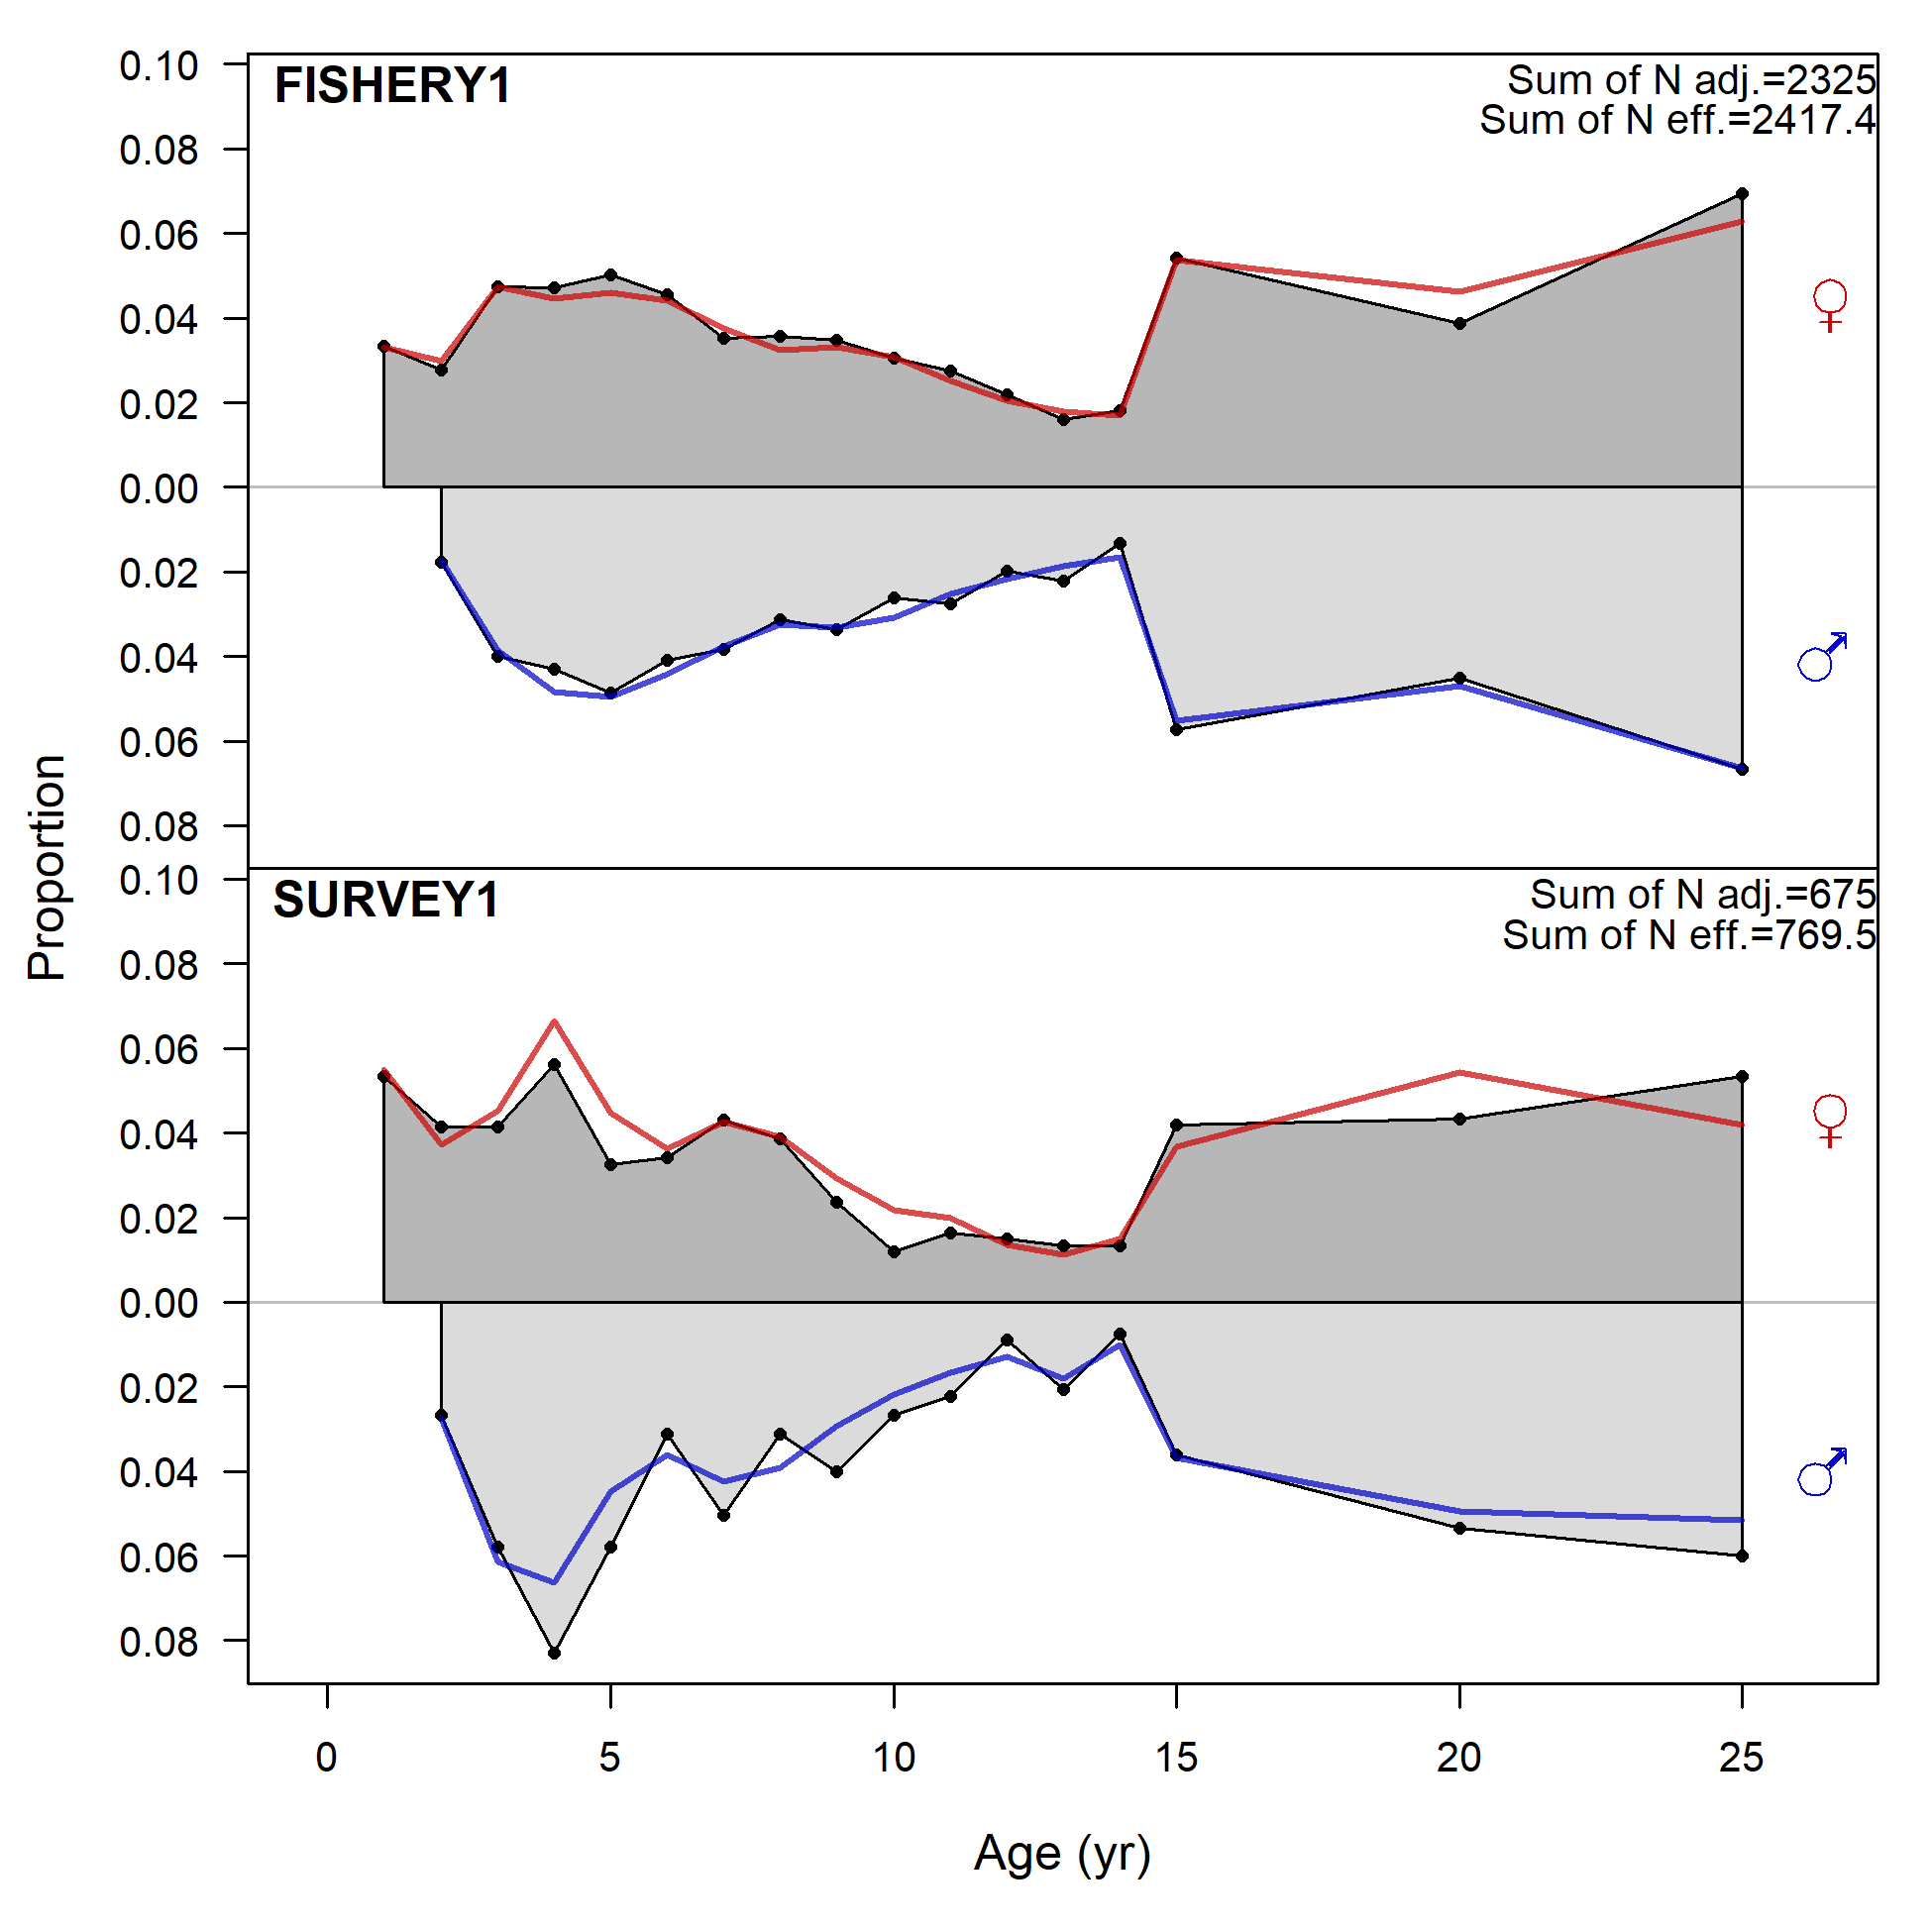 FISHERY1
Sum of N adj.=2325
Sum of N eff.=2417.4
0.10
0.08
0.06
0.04
0.02
0.00
0.02
0.04
0.06
0.08
♀
♂
Proportion
SURVEY1
Sum of N adj.=675
Sum of N eff.=769.5
0.10
0.08
0.06
0.04
0.02
0.00
0.02
0.04
0.06
0.08
♀
♂
0 5 10 15 20 25
Age (yr)